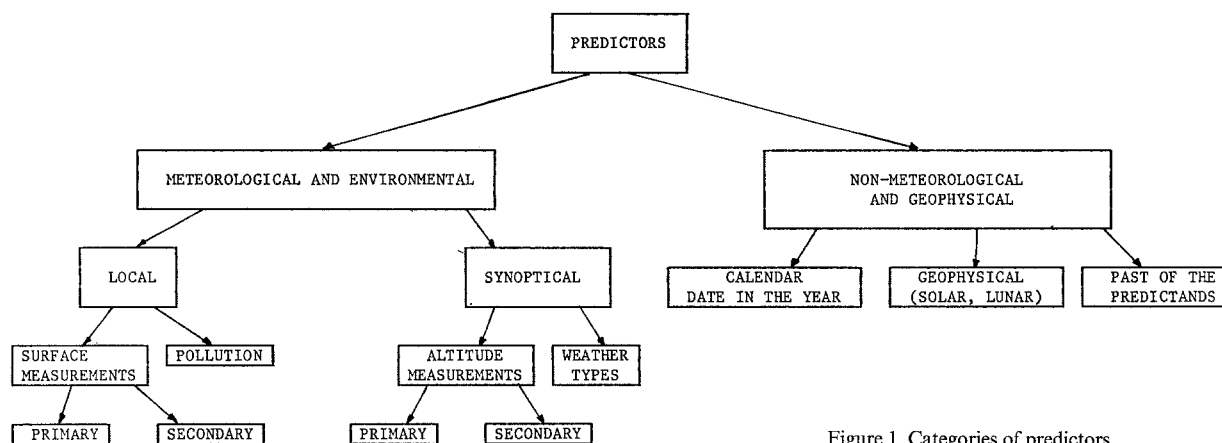 PREDICTORS
METEOROLOGICAL AND ENVIRONMENTAL
NON-METEOROLOGICAL
AND GEOPHYSICAL
LOCAL
SYNOPTICAL
CALENDAR
DATE IN THE YEAR
GEOPHYSICAL
(SOLAR, LUNAR)
PAST OF THE
PREDICTANDS
SURFACE
MEASUREMENTS
POLLUTION
ALTITUDE
MEASUREMENTS
WEATHER
TYPES
PRIMARY
SECONDARY
PRIMARY
SECONDARY
Figure 1. Categories of predictors